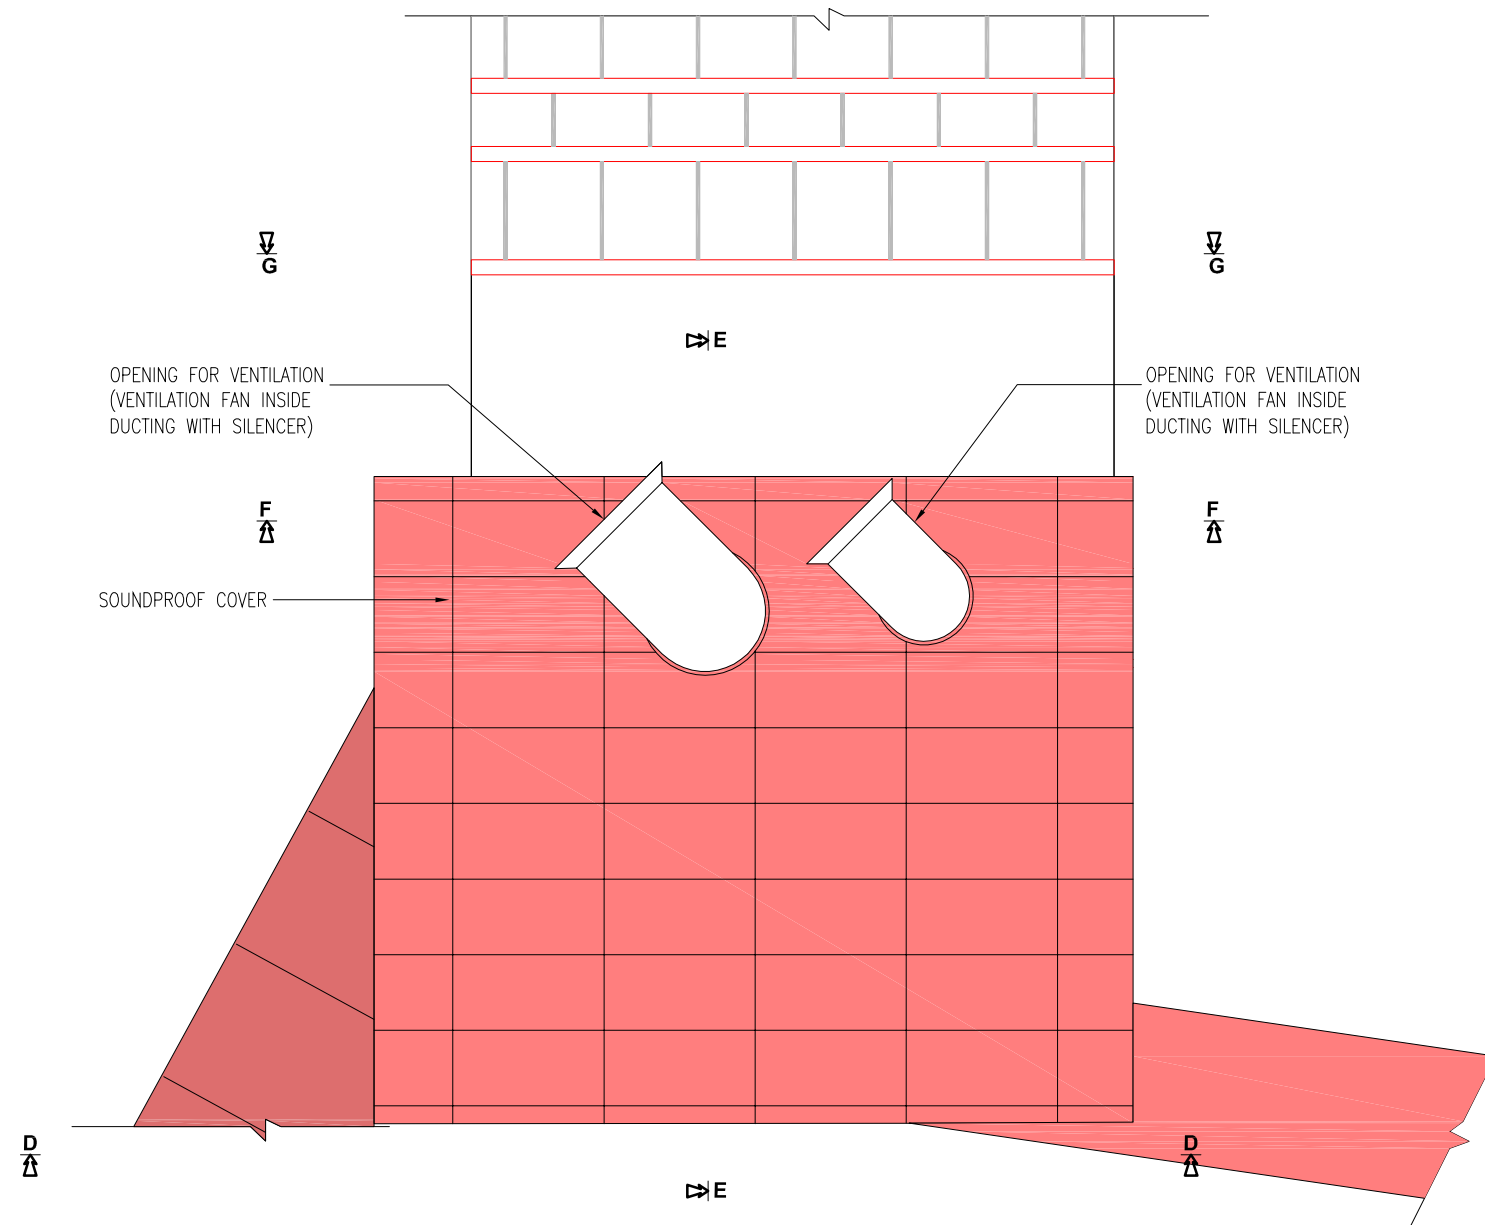 G
G
E
OPENING FOR VENTILATION
(VENTILATION FAN INSIDE
DUCTING WITH SILENCER)
OPENING FOR VENTILATION
(VENTILATION FAN INSIDE
DUCTING WITH SILENCER)
F
F
SOUNDPROOF COVER
D
D
E